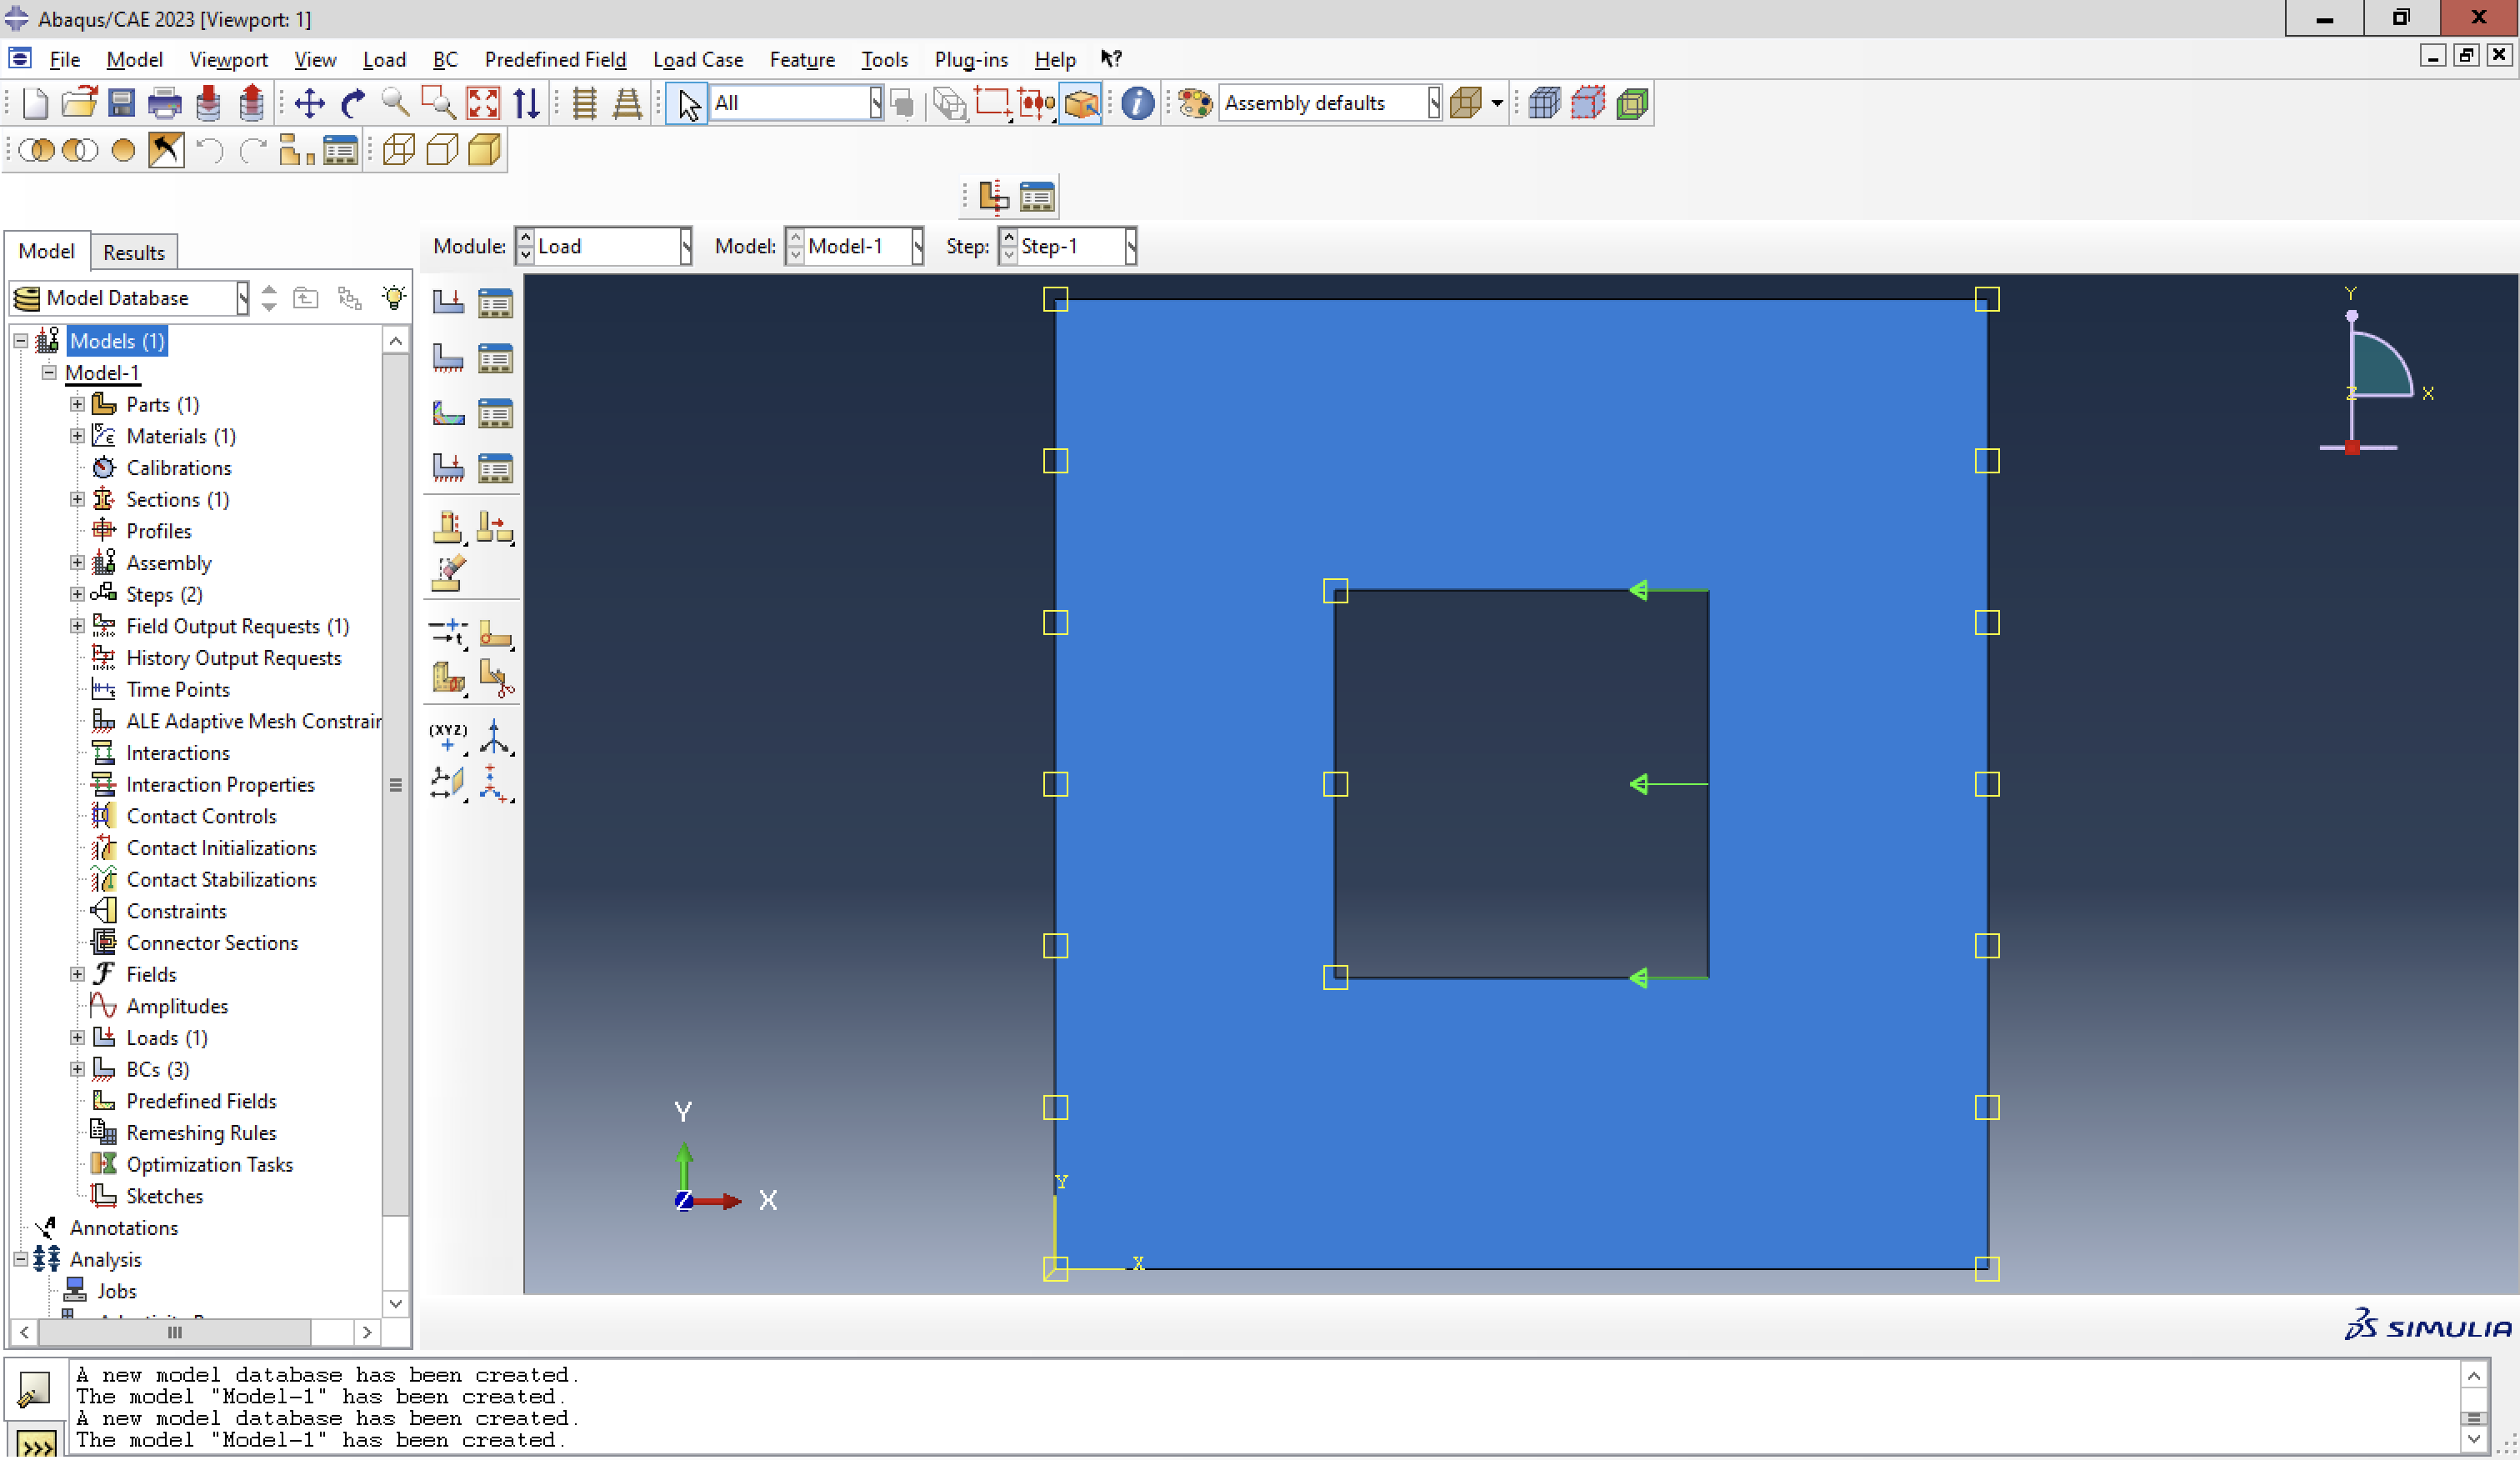 Abaqus/CAE 2023 [Viewport: 1]
File Model Viewport View Load BC Predefined Field Load Case Feature Tools Plug-ins Help
All
Assembly defaults
Model Results
Module: Load Model: Model-1 Step: Step-1
Model Database
Models (1)
Model-1
Parts (1)
Materials (1)
Calibrations
Sections (1)
Profiles
Assembly
Steps (2)
Field Output Requests (1)
History Output Requests
Time Points
ALE Adaptive Mesh Constrain
Interactions
Interaction Properties
Contact Controls
Contact Initializations
Contact Stabilizations
Constraints
Connector Sections
Fields
Amplitudes
Loads (1)
BCs (3)
Predefined Fields
Remeshing Rules
Optimization Tasks
Sketches
Annotations
Analysis
Jobs
(XYZ)
Y
Z
X
Y
Z
X
Y
X
SIMULIA
A new model database has been created.
The model "Model-1" has been created.
A new model database has been created.
The model "Model-1" has been created.